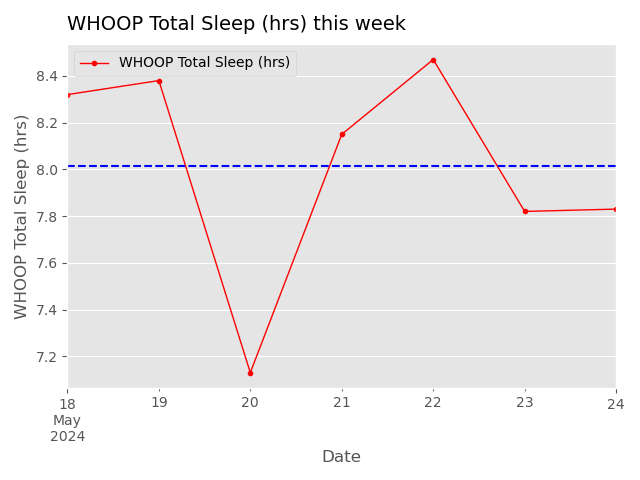 WHOOP Total Sleep (hrs) this week
WHOOP Total Sleep (hrs)
WHOOP Total Sleep (hrs)
8.4
8.2
8.0
7.8
7.6
7.4
7.2
18 19 20 21 22 23 24
May
2024
Date